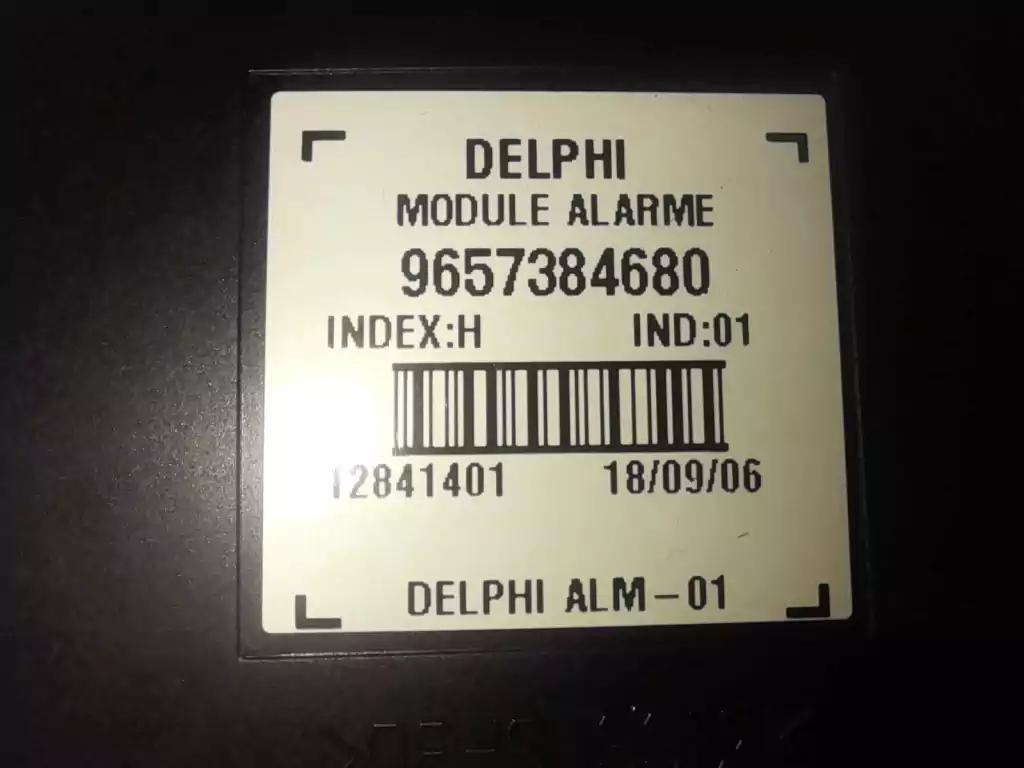 DELPHI
MODULE ALARME
9657384680
INDEX:H IND:01
12841401 18/09/06
DELPHI ALM-01